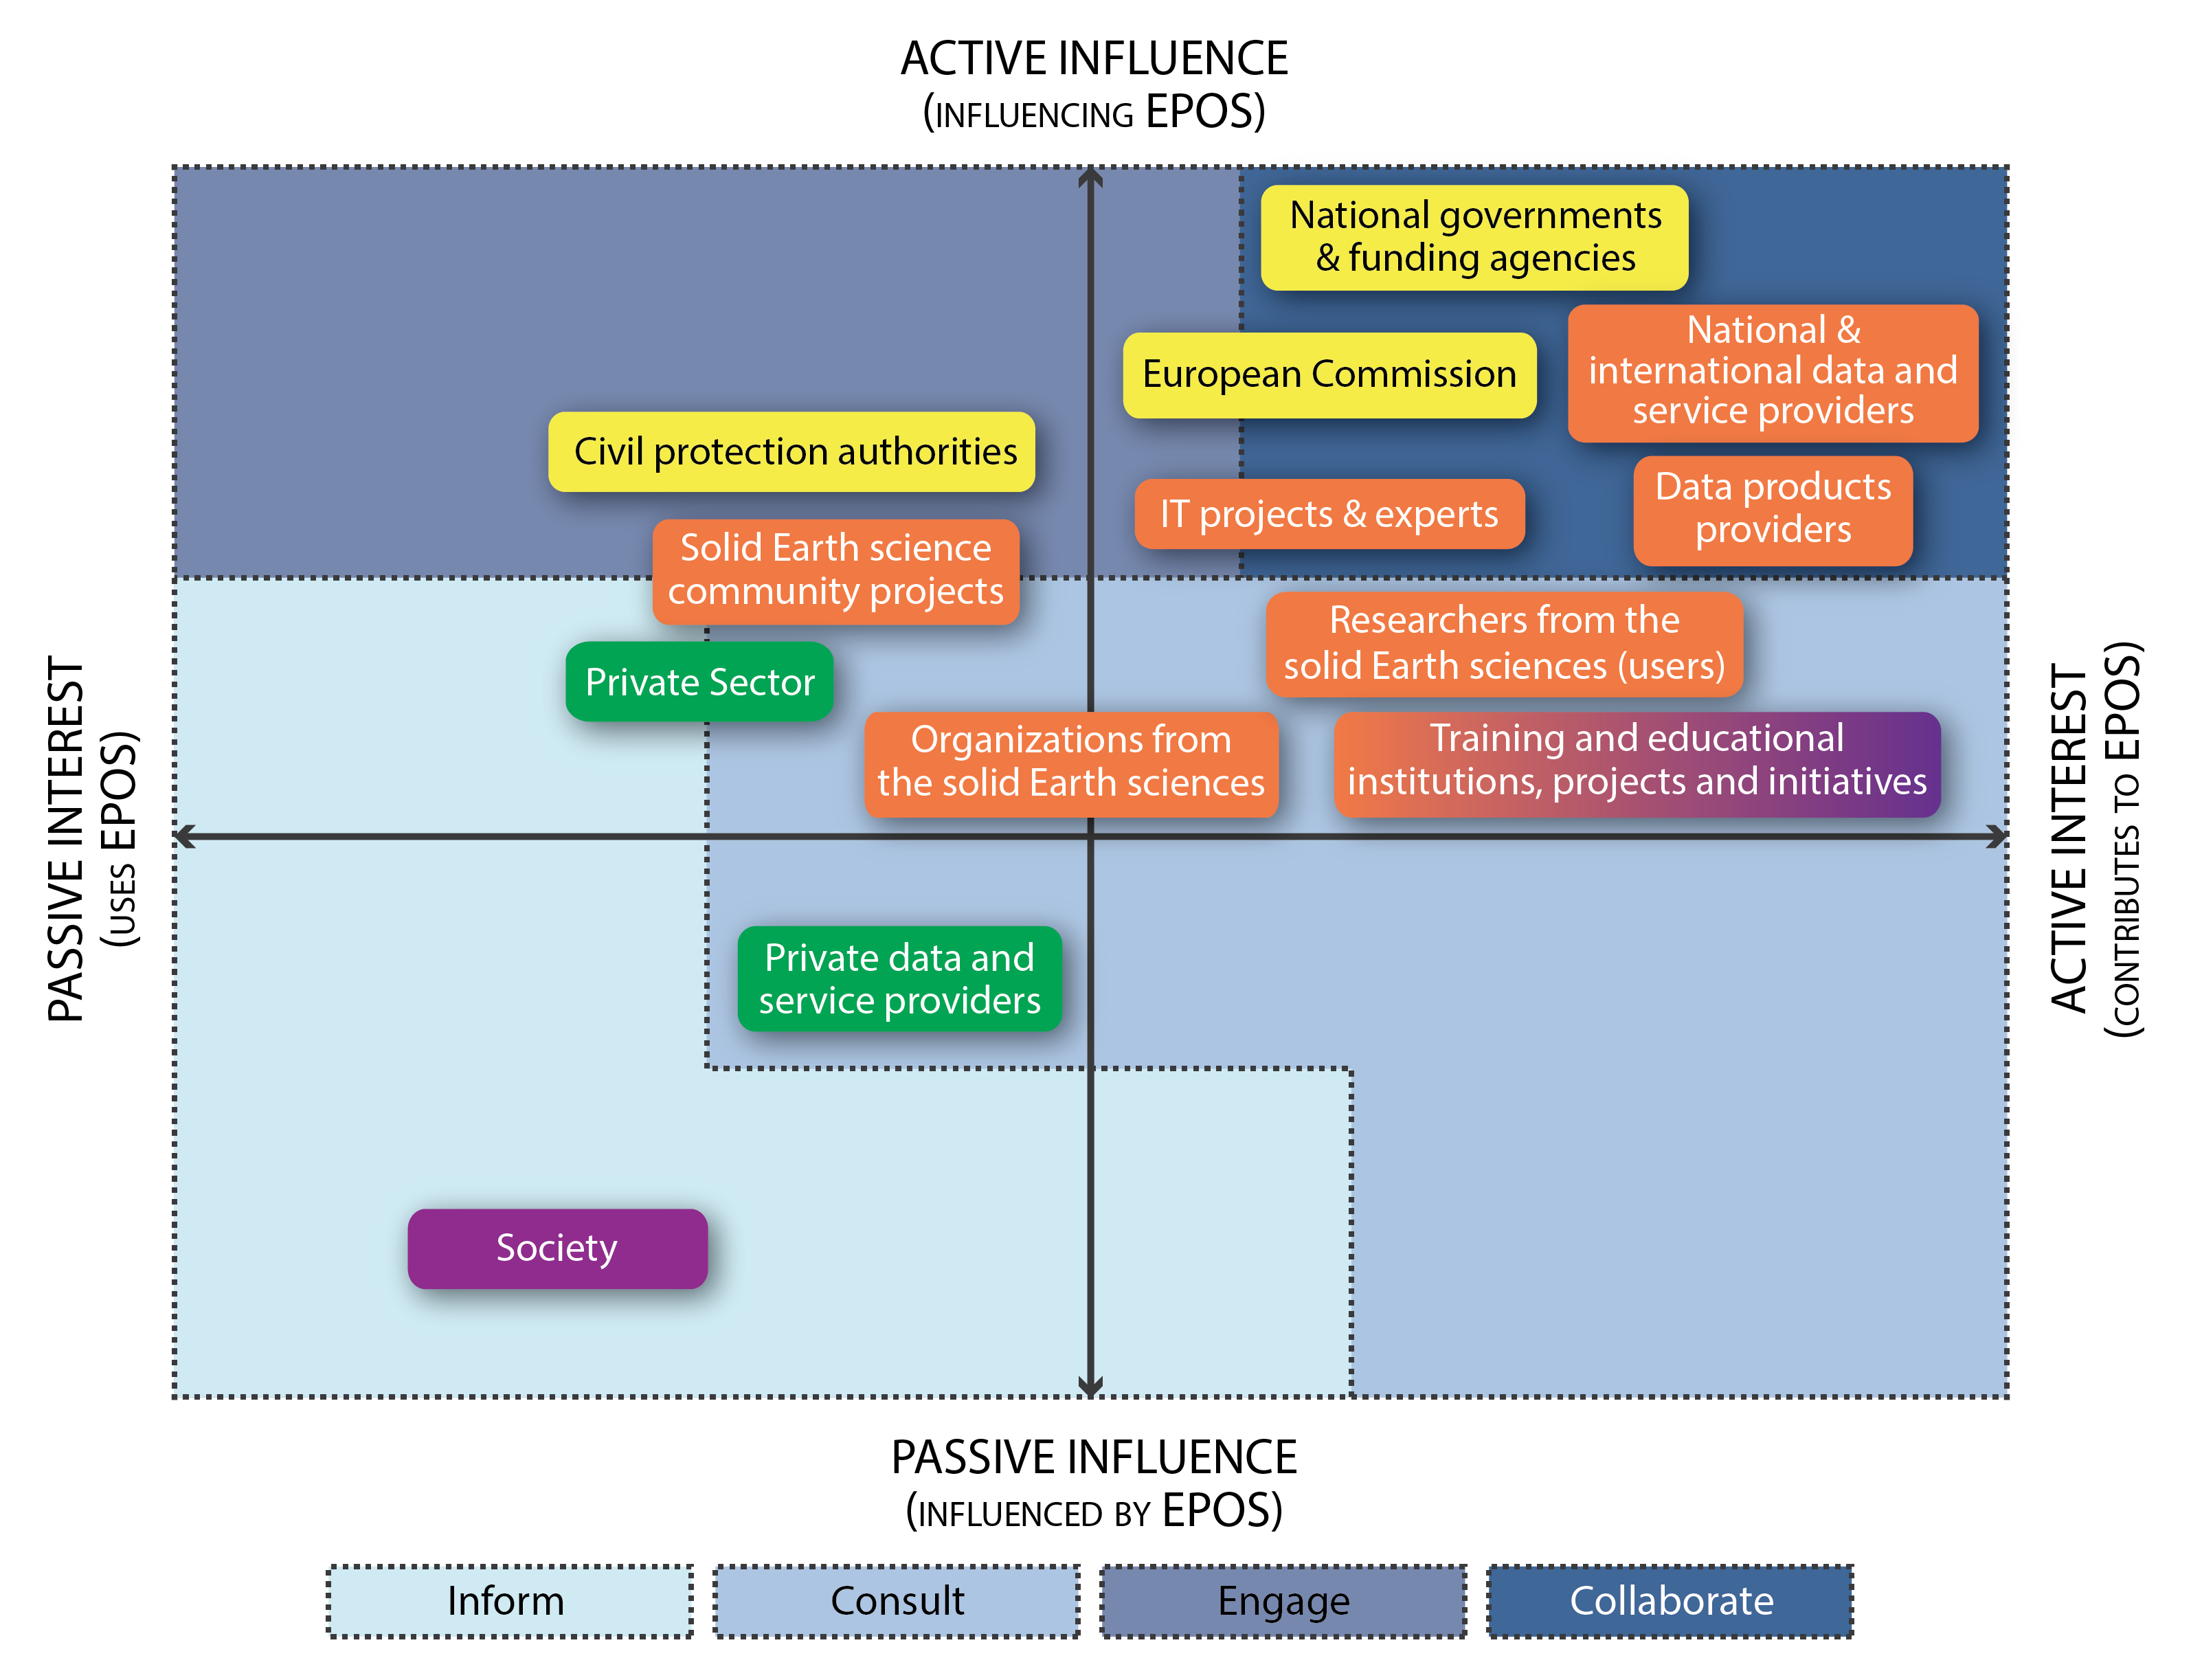 ACTIVE INFLUENCE
(INFLUENCING EPOS)
National governments
& funding agencies
National &
international data and
service providers
European Commission
Civil protection authorities
Data products
providers
IT projects & experts
Solid Earth science
community projects
Researchers from the
solid Earth sciences (users)
Private Sector
Organizations from
the solid Earth sciences
Training and educational
institutions, projects and initiatives
PASSIVE INTEREST
(USES EPOS)
ACTIVE INTEREST
(CONTRIBUTES TO EPOS)
Private data and
service providers
Society
PASSIVE INFLUENCE
(INFLUENCED BY EPOS)
Inform
Consult
Engage
Collaborate